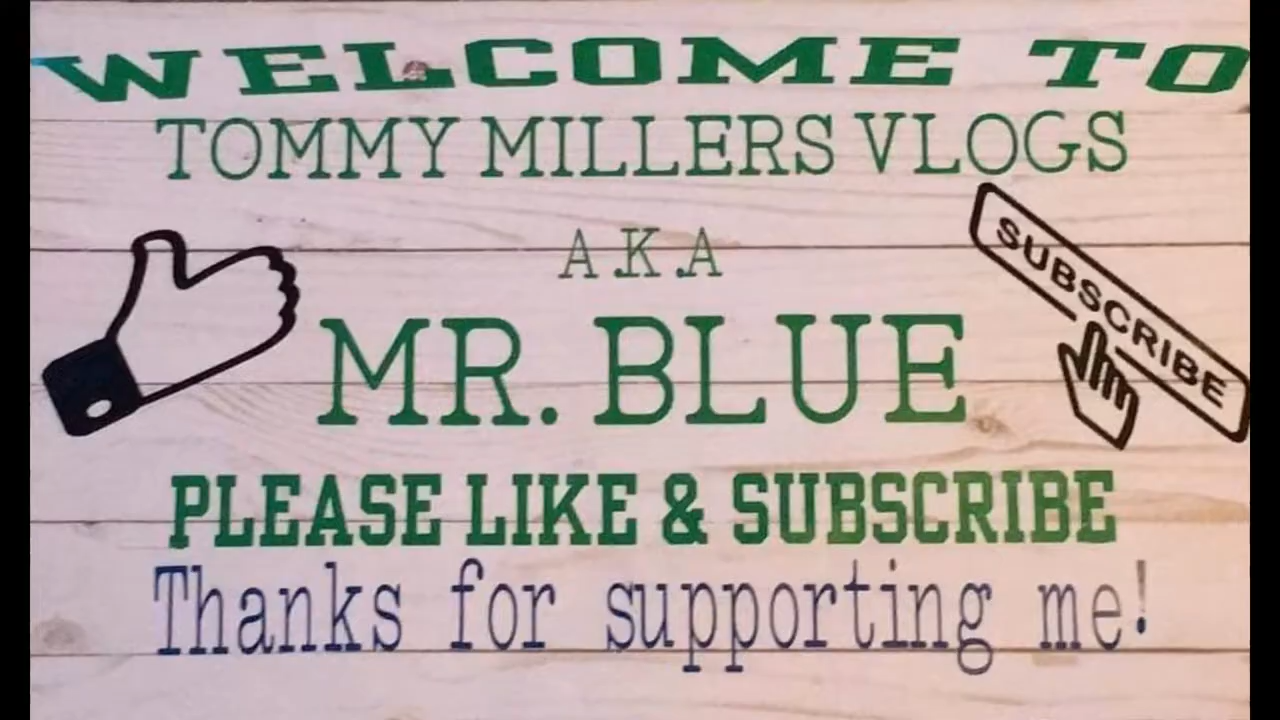 WELCOME TO
TOMMY MILLERS VLOGS
A.K.A
MR. BLUE
SUBSCRIBE
PLEASE LIKE & SUBSCRIBE
Thanks for supporting me!